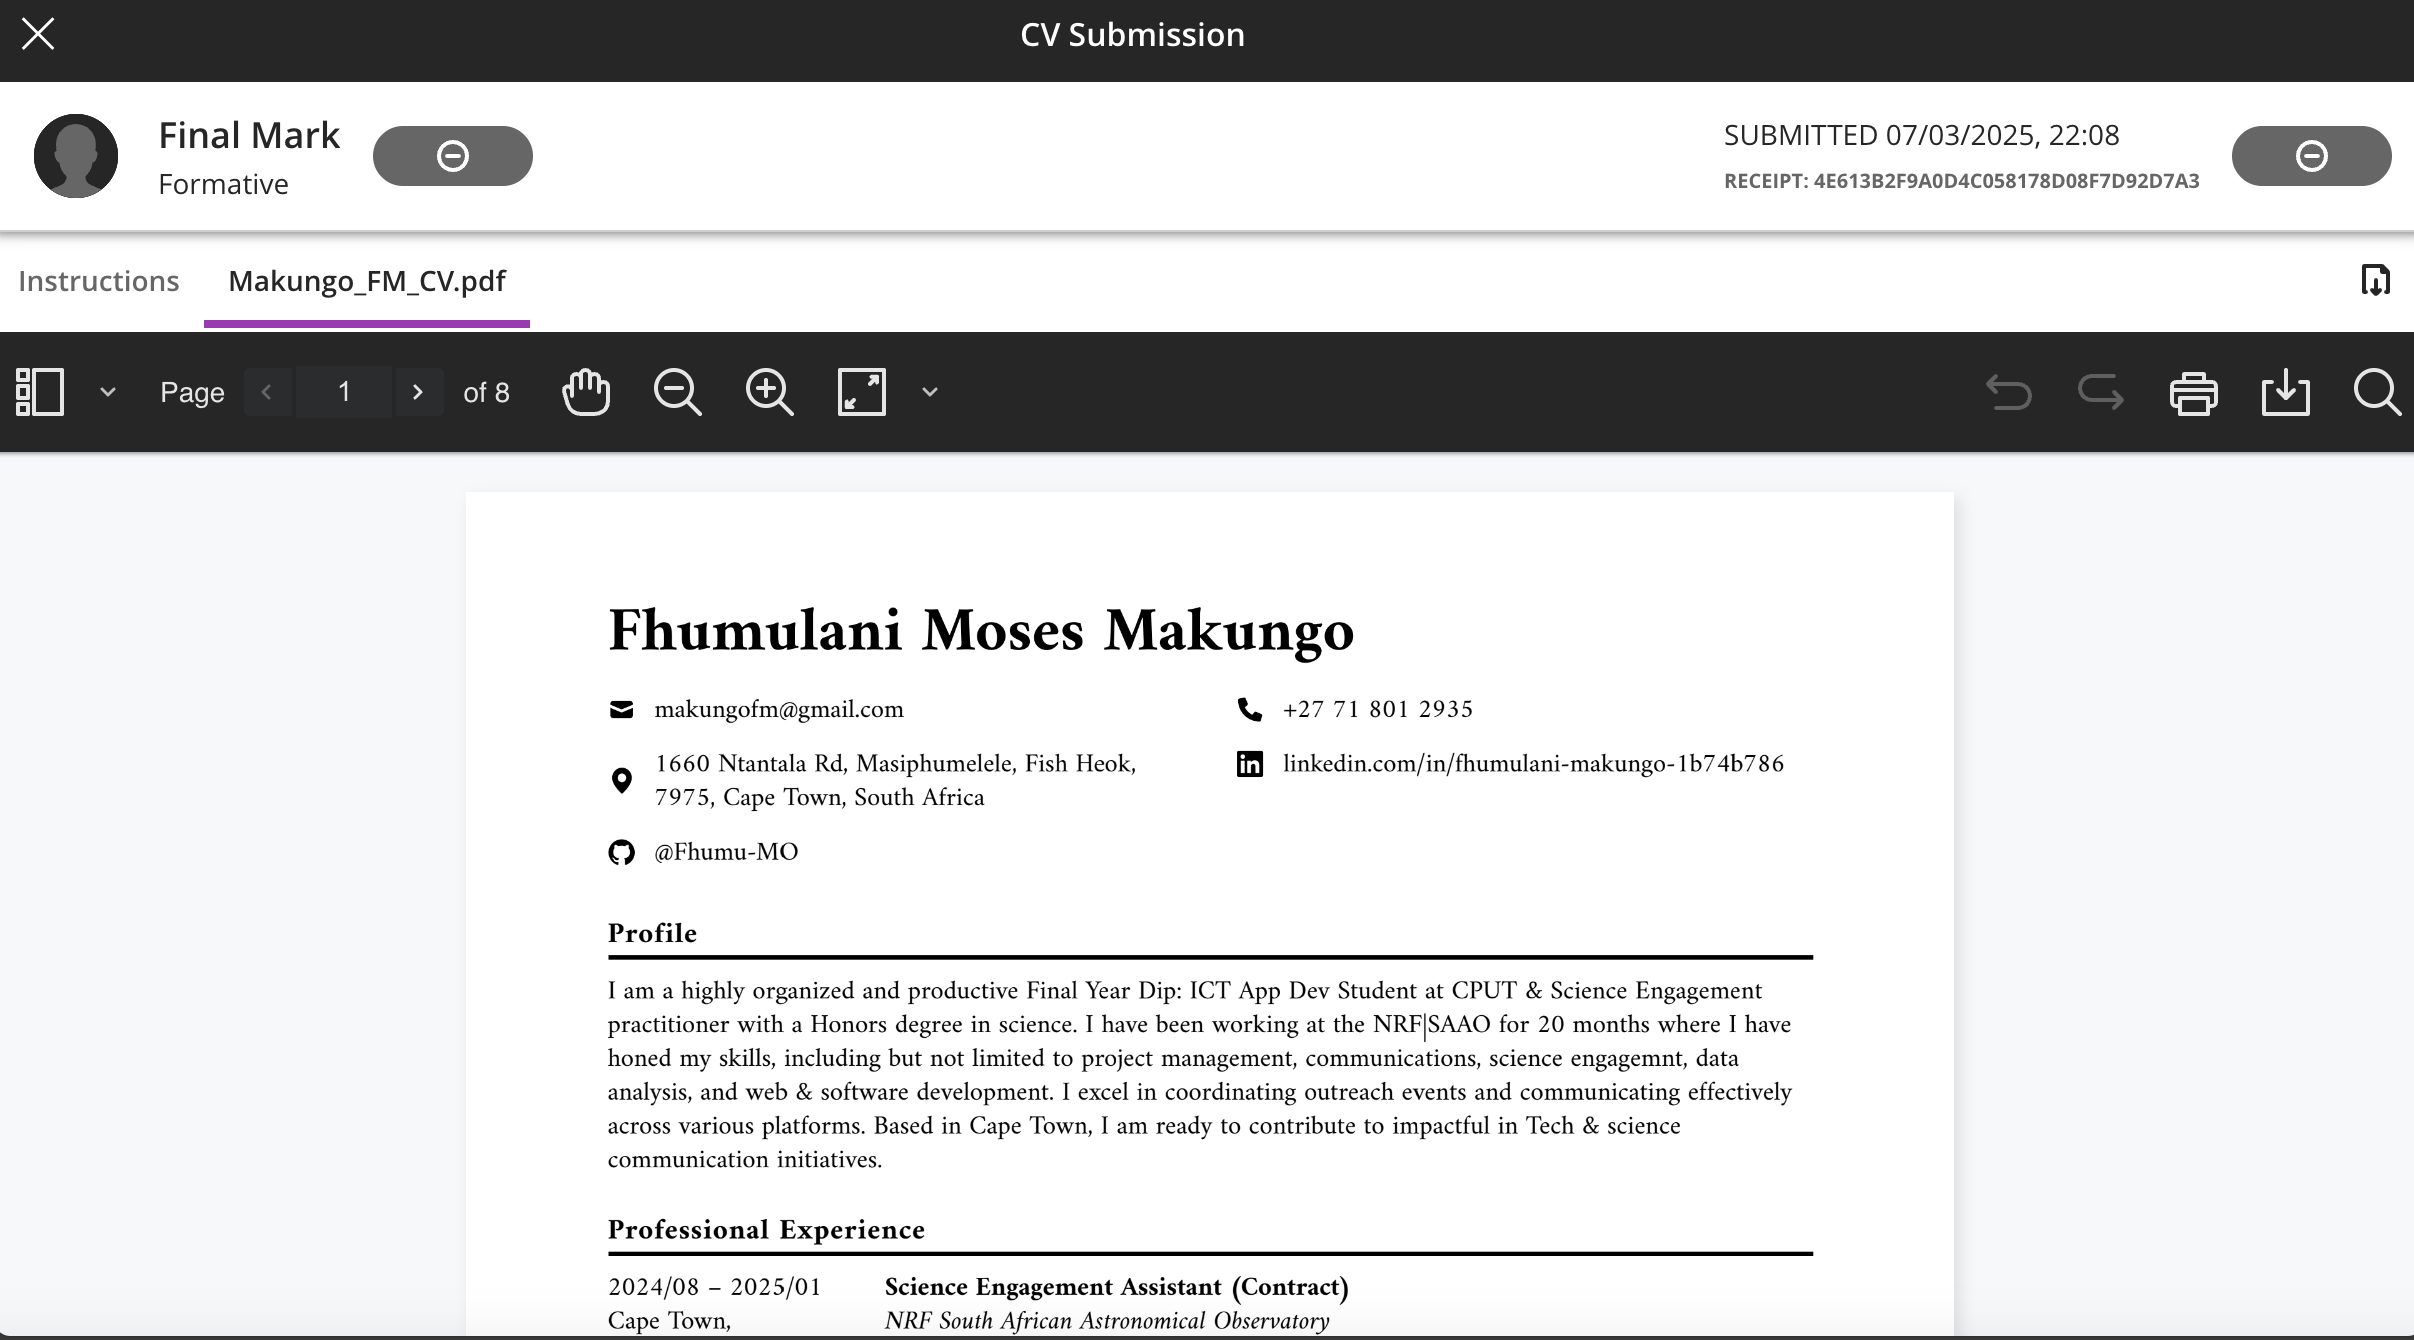 CV Submission
Final Mark
Formative
SUBMITTED 07/03/2025, 22:08
RECEIPT: 4E613B2F9A0D4C058178D08F7D92D7A3
Instructions
Makungo_FM_CV.pdf
Page 1 of 8
Fhumulani Moses Makungo
makungofm@gmail.com
+27 71 801 2935
1660 Ntantala Rd, Masiphumelele, Fish Heok,
7975, Cape Town, South Africa
linkedin.com/in/fhumulani-makungo-1b74b786
@Fhumu-MO
Profile
I am a highly organized and productive Final Year Dip: ICT App Dev Student at CPUT & Science Engagement
practitioner with a Honors degree in science. I have been working at the NRF|SAAO for 20 months where I have
honed my skills, including but not limited to project management, communications, science engagemnt, data
analysis, and web & software development. I excel in coordinating outreach events and communicating effectively
across various platforms. Based in Cape Town, I am ready to contribute to impactful in Tech & science
communication initiatives.
Professional Experience
2024/08 – 2025/01
Science Engagement Assistant (Contract)
Cape Town,
NRF South African Astronomical Observatory